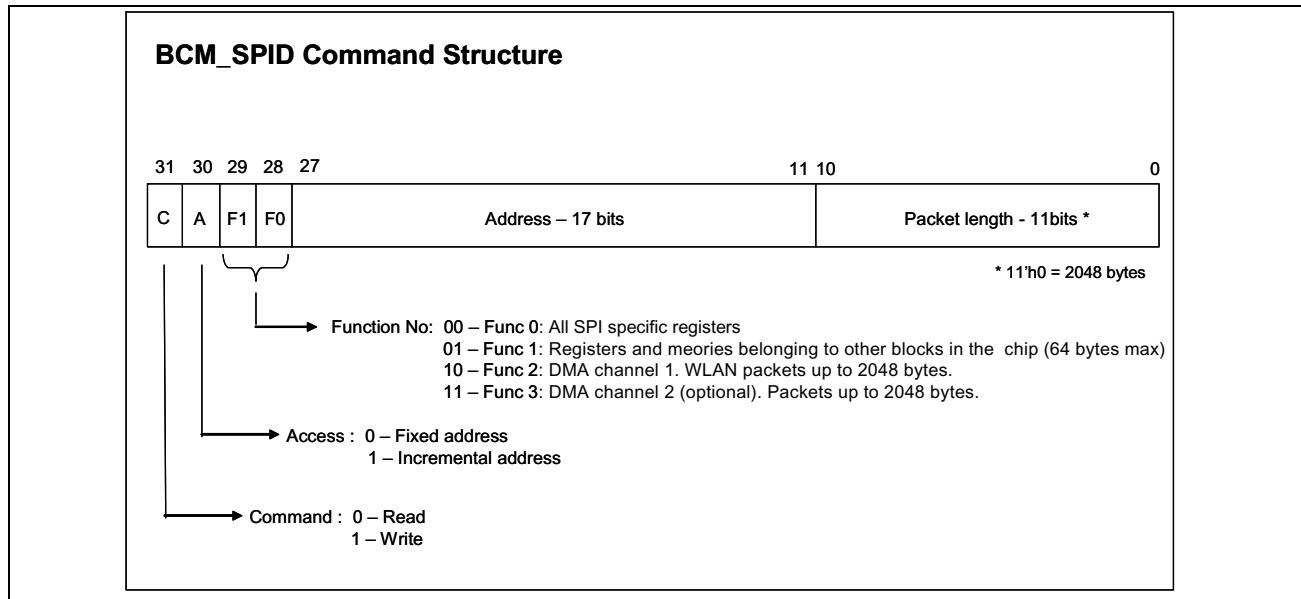 BCM_SPID Command Structure
31 30 29 28 27 11 10 0
C A F1 F0 Address – 17 bits Packet length - 11bits *
* 11'h0 = 2048 bytes
Function No: 00 – Func 0: All SPI specific registers
01 – Func 1: Registers and meories belonging to other blocks in the chip (64 bytes max)
10 – Func 2: DMA channel 1. WLAN packets up to 2048 bytes.
11 – Func 3: DMA channel 2 (optional). Packets up to 2048 bytes.
Access : 0 – Fixed address
1 – Incremental address
Command : 0 – Read
1 – Write